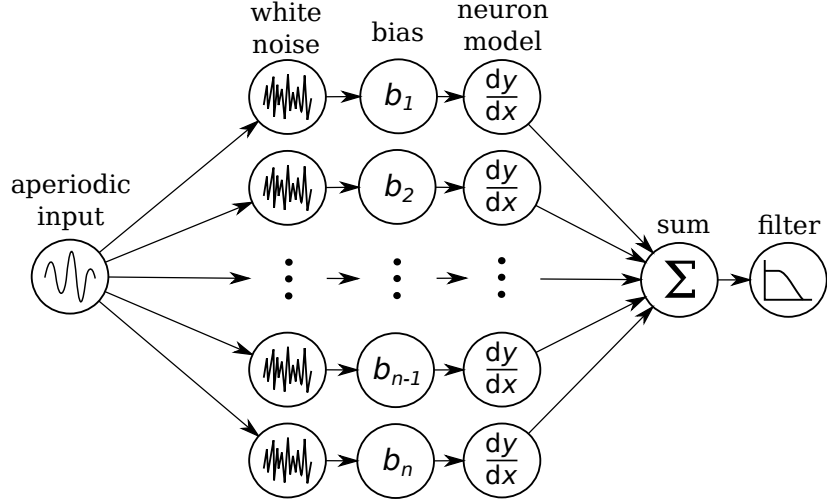 white
noise
bias
neuron
model
b1
dy
dx
b2
dy
dx
aperiodic
input
sum
Σ
filter
bn-1
dy
dx
bn
dy
dx